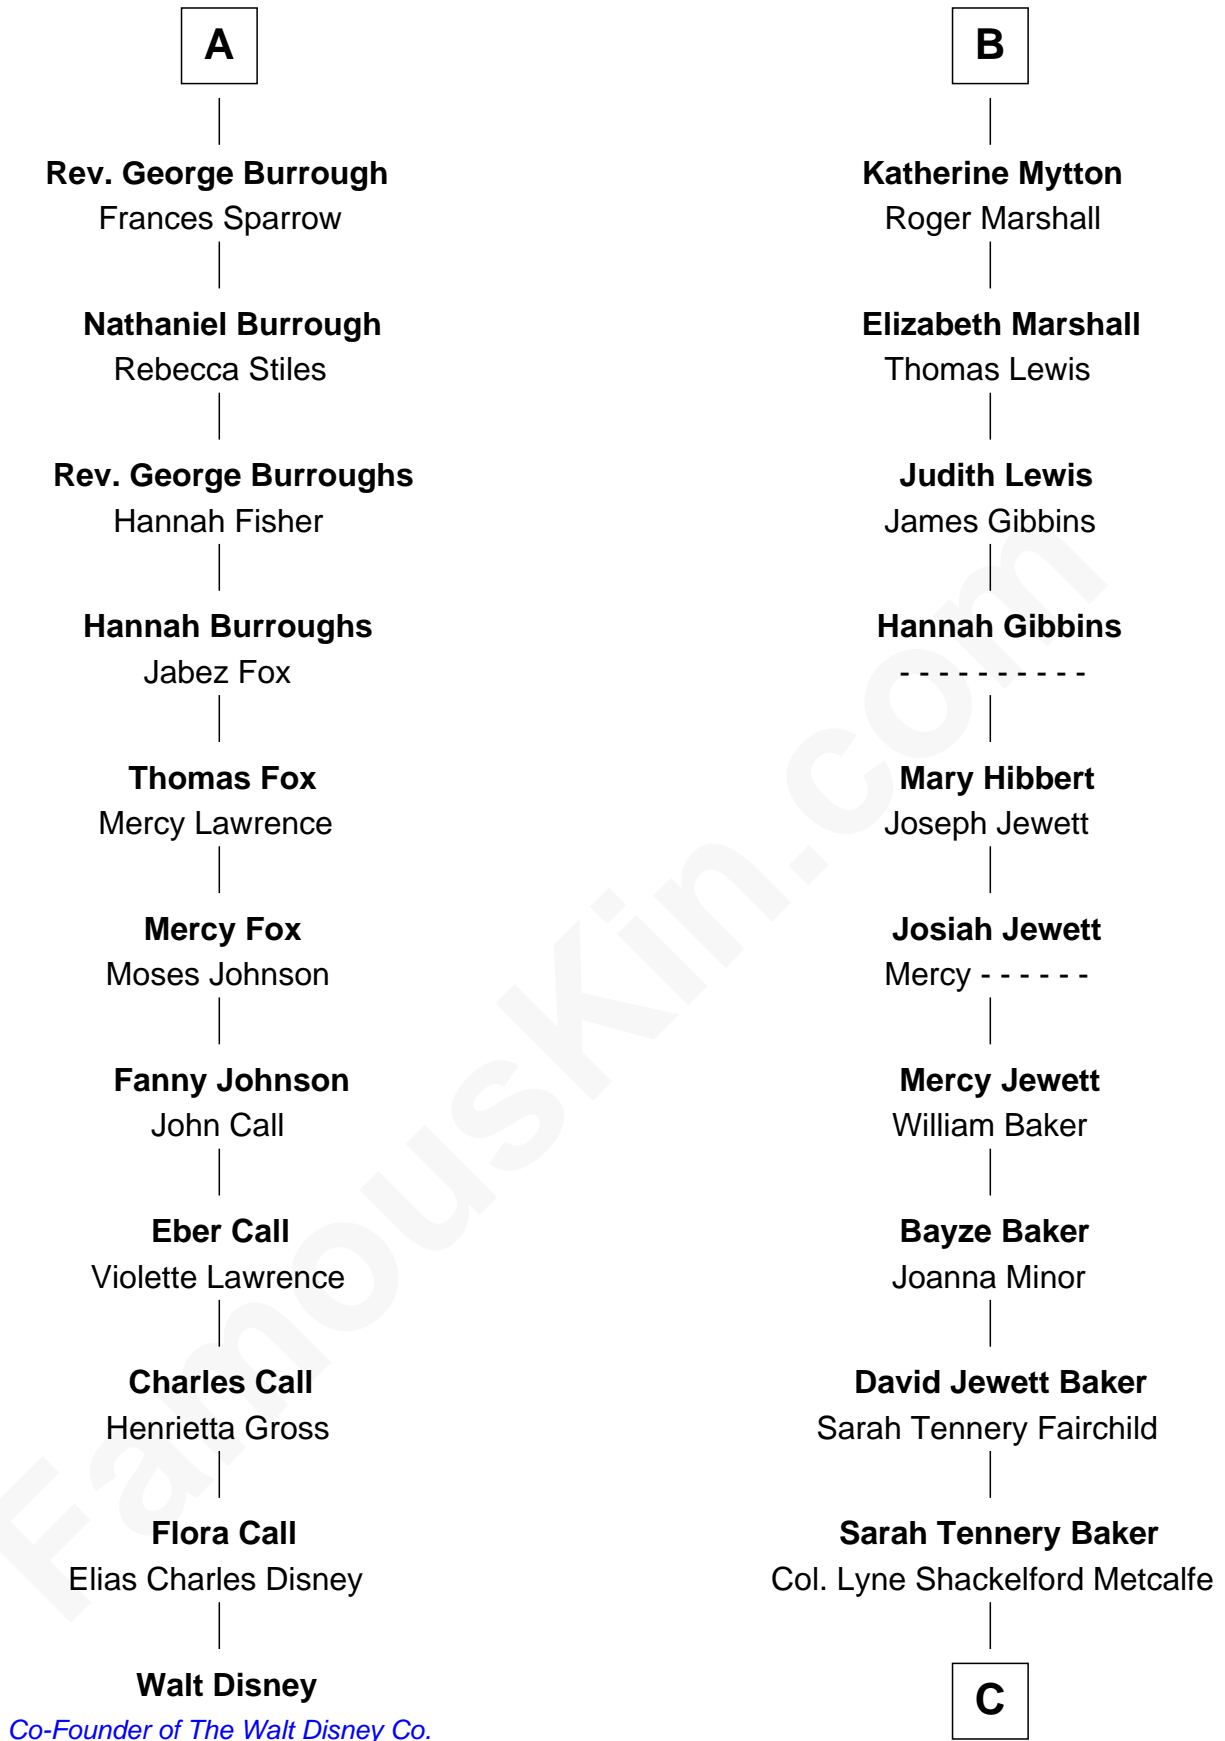 A
Rev. George Burrough
Frances Sparrow
Nathaniel Burrough
Rebecca Stiles
Rev. George Burroughs
Hannah Fisher
Hannah Burroughs
Jabez Fox
Thomas Fox
Mercy Lawrence
Mercy Fox
Moses Johnson
Fanny Johnson
John Call
Eber Call
Violette Lawrence
Charles Call
Henrietta Gross
Flora Call
Elias Charles Disney
Walt Disney
Co-Founder of The Walt Disney Co.
B
Katherine Mytton
Roger Marshall
Elizabeth Marshall
Thomas Lewis
Judith Lewis
James Gibbins
Hannah Gibbins
- - - - - - - - - -
Mary Hibbert
Joseph Jewett
Josiah Jewett
Mercy - - - - - -
Mercy Jewett
William Baker
Bayze Baker
Joanna Minor
David Jewett Baker
Sarah Tennery Fairchild
Sarah Tennery Baker
Col. Lyne Shackelford Metcalfe
C
FamousKin.com